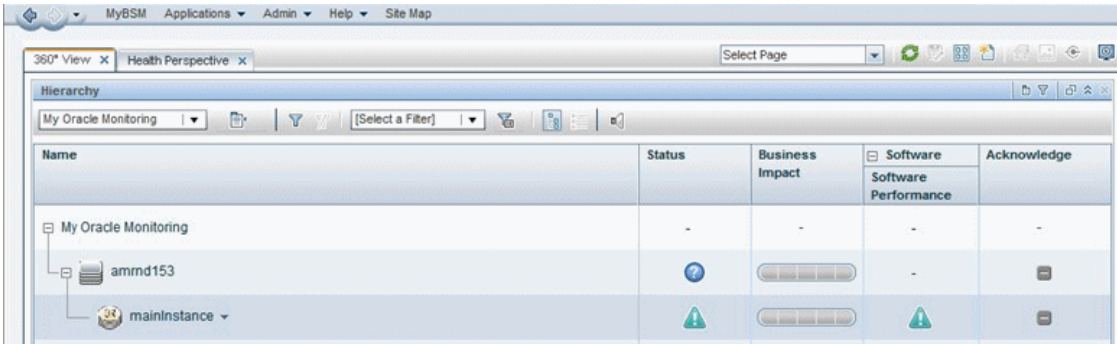 MyBSM Applications Admin Help Site Map
360° View X Health Perspective X Select Page
Hierarchy
My Oracle Monitoring [Select a Filter]
Name Status Business Impact Software Acknowledge
Software Performance
My Oracle Monitoring - - - -
amrnd153 ? -
mainInstance